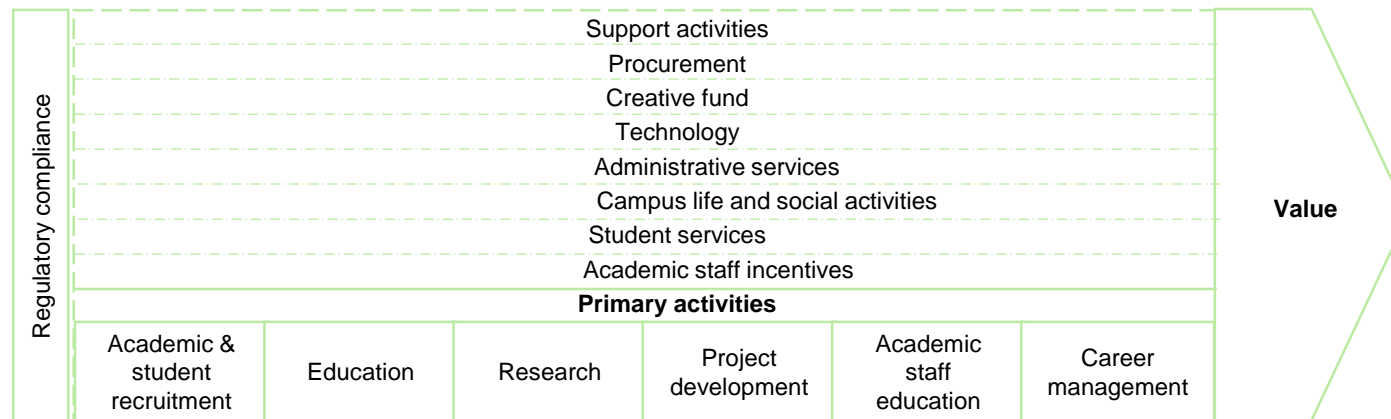 Regulatory compliance
Support activities
Procurement
Creative fund
Technology
Administrative services
Campus life and social activities
Student services
Academic staff incentives
Primary activities
Academic &
student
recruitment
Education
Research
Project
development
Academic
staff
education
Career
management
Value